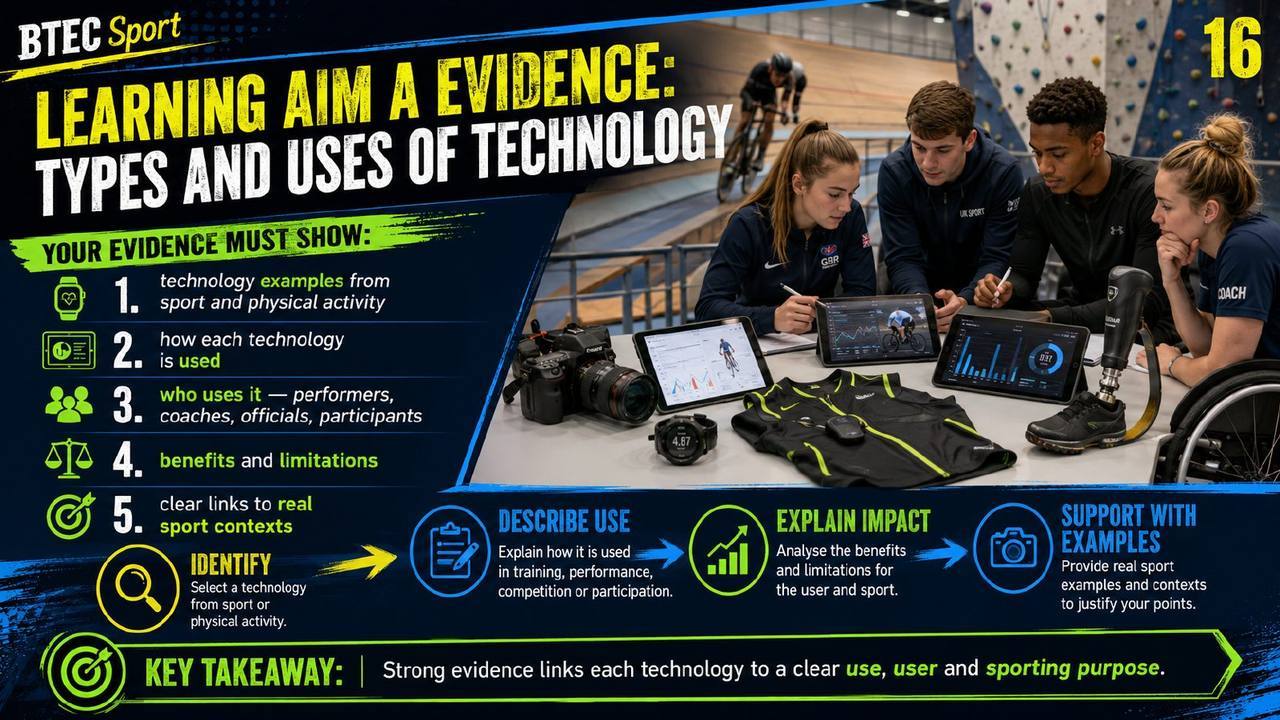 BTEC Sport
16
LEARNING AIM A EVIDENCE:
TYPES AND USES OF TECHNOLOGY
YOUR EVIDENCE MUST SHOW:
1. technology examples from
sport and physical activity
2. how each technology
is used
3. who uses it — performers,
coaches, officials, participants
4. benefits and limitations
5. clear links to real
sport contexts
GBR
UK SPORT
COACH
4.87
IDENTIFY
Select a technology
from sport or
physical activity.
DESCRIBE USE
Explain how it is used
in training, performance,
competition or participation.
EXPLAIN IMPACT
Analyse the benefits
and limitations for
the user and sport.
SUPPORT WITH
EXAMPLES
Provide real sport
examples and contexts
to justify your points.
KEY TAKEAWAY:
Strong evidence links each technology to a clear use, user and sporting purpose.